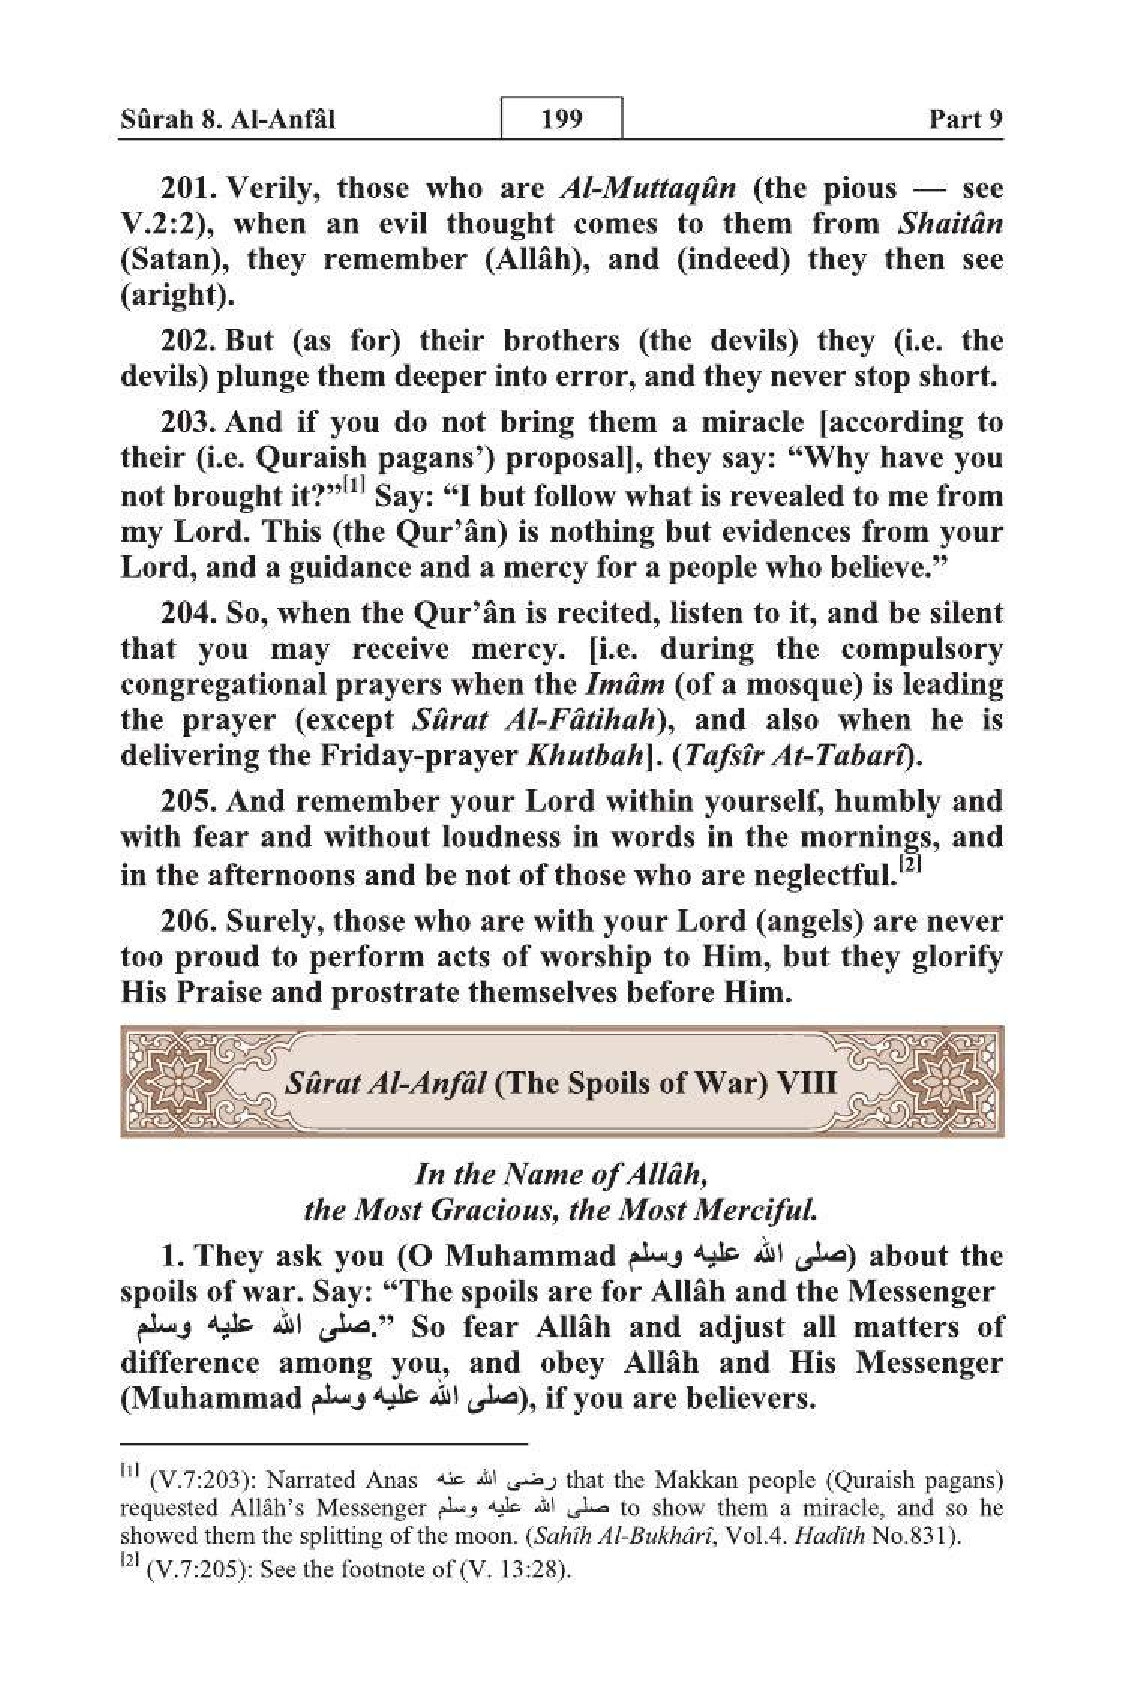 Sûrah 8. Al-Anfâl 199 Part 9
201. Verily, those who are Al-Muttaqûn (the pious — see
V.2:2), when an evil thought comes to them from Shaitân
(Satan), they remember (Allâh), and (indeed) they then see
(aright).
202. But (as for) their brothers (the devils) they (i.e. the
devils) plunge them deeper into error, and they never stop short.
203. And if you do not bring them a miracle [according to
their (i.e. Quraish pagans’) proposal], they say: “Why have you
not brought it?”[1] Say: “I but follow what is revealed to me from
my Lord. This (the Qur’ân) is nothing but evidences from your
Lord, and a guidance and a mercy for a people who believe.”
204. So, when the Qur’ân is recited, listen to it, and be silent
that you may receive mercy. [i.e. during the compulsory
congregational prayers when the Imâm (of a mosque) is leading
the prayer (except Sûrat Al-Fâtihah), and also when he is
delivering the Friday-prayer Khutbah]. (Tafsîr At-Tabarî).
205. And remember your Lord within yourself, humbly and
with fear and without loudness in words in the mornings, and
in the afternoons and be not of those who are neglectful.[2]
206. Surely, those who are with your Lord (angels) are never
too proud to perform acts of worship to Him, but they glorify
His Praise and prostrate themselves before Him.
Sûrat Al-Anfâl (The Spoils of War) VIII
In the Name of Allâh,
the Most Gracious, the Most Merciful.
1. They ask you (O Muhammad صلى الله عليه وسلم) about the
spoils of war. Say: “The spoils are for Allâh and the Messenger
صلى الله عليه وسلم.” So fear Allâh and adjust all matters of
difference among you, and obey Allâh and His Messenger
(Muhammad صلى الله عليه وسلم), if you are believers.
[1] (V.7:203): Narrated Anas رضى الله عنه that the Makkan people (Quraish pagans)
requested Allâh’s Messenger صلى الله عليه وسلم to show them a miracle, and so he
showed them the splitting of the moon. (Sahîh Al-Bukhârî, Vol.4. Hadîth No.831).
[2] (V.7:205): See the footnote of (V. 13:28).